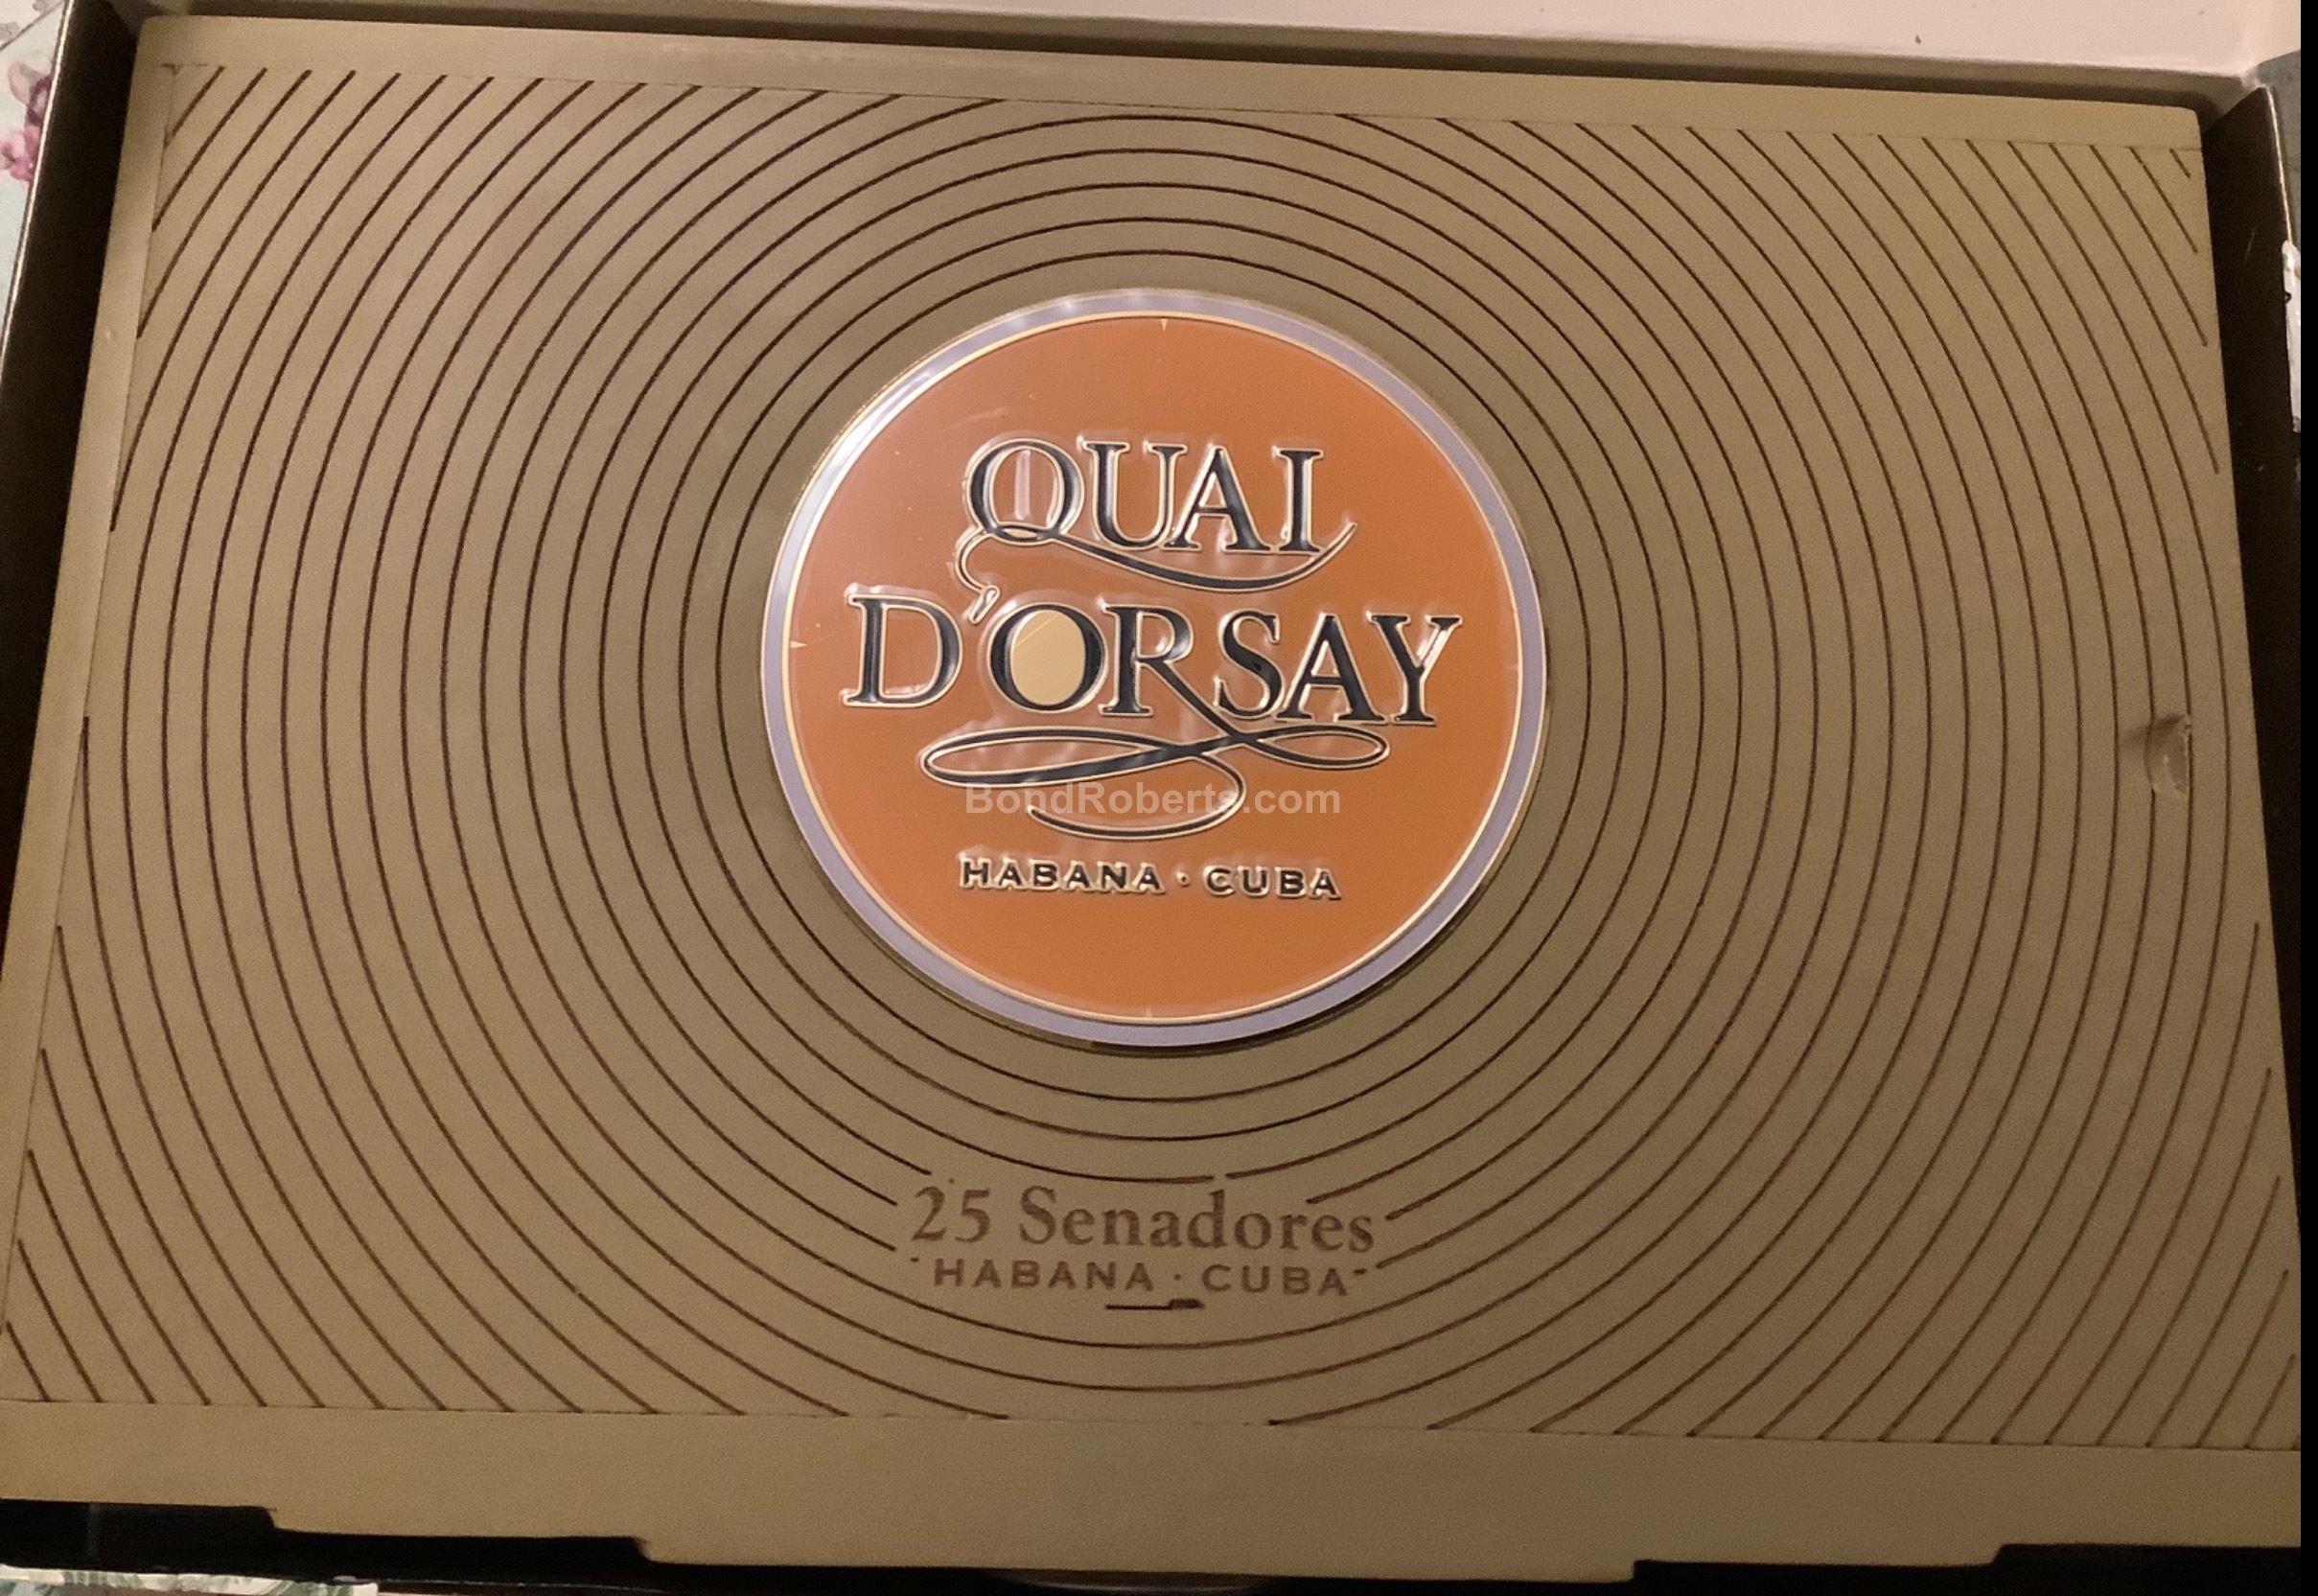 QUAI
D'ORSAY
BondRoberts.com
HABANA · CUBA
25 Senadores
HABANA · CUBA